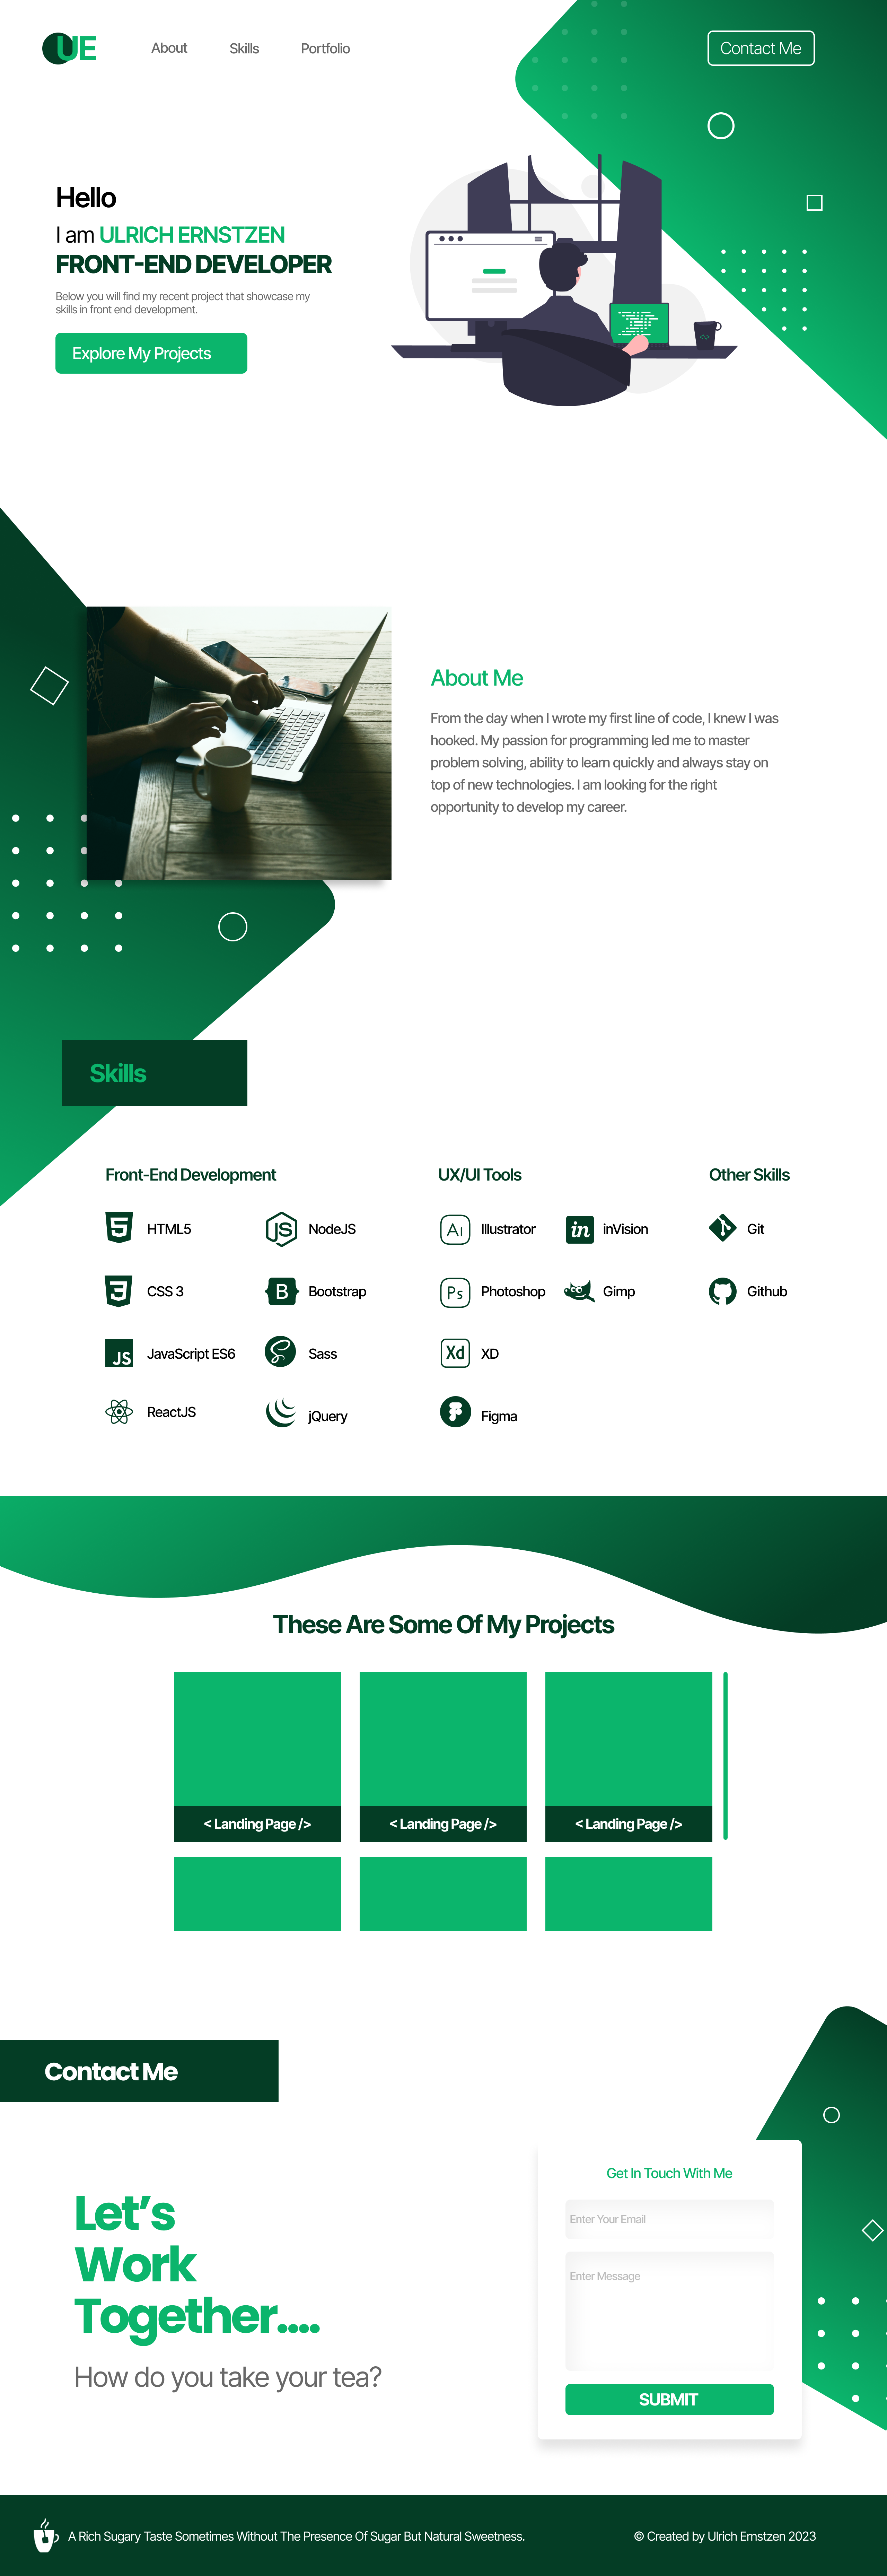 UE
About
Skills
Portfolio
Contact Me
Hello
I am ULRICH ERNSTZEN
FRONT-END DEVELOPER
Below you will find my recent project that showcase my
skills in front end development.
Explore My Projects
About Me
From the day when I wrote my first line of code, I knew I was
hooked. My passion for programming led me to master
problem solving, ability to learn quickly and always stay on
top of new technologies. I am looking for the right
opportunity to develop my career.
Skills
Front-End Development
5 HTML5
JS NodeJS
3 CSS 3
B Bootstrap
JS JavaScript ES6
Sass
ReactJS
jQuery
UX/UI Tools
Ai Illustrator
in inVision
Ps Photoshop
Gimp
Xd XD
Figma
Other Skills
Git
Github
These Are Some Of My Projects
< Landing Page />
< Landing Page />
< Landing Page />
Contact Me
Let's
Work
Together....
How do you take your tea?
Get In Touch With Me
Enter Your Email
Enter Message
SUBMIT
A Rich Sugary Taste Sometimes Without The Presence Of Sugar But Natural Sweetness.
© Created by Ulrich Ernstzen 2023